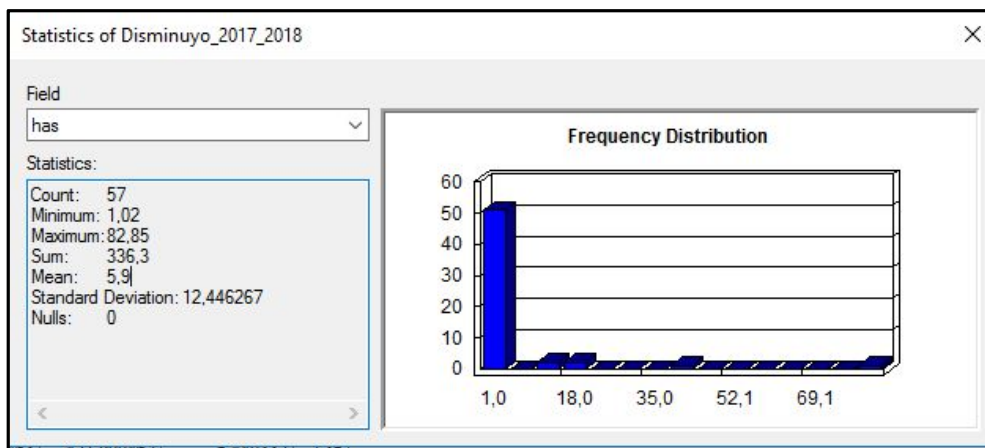 Statistics of Disminuyo_2017_2018
Field
has
Statistics:
Count: 57
Minimum: 1,02
Maximum: 82,85
Sum: 336,3
Mean: 5,9
Standard Deviation: 12,446267
Nulls: 0
Frequency Distribution
60
50
40
30
20
10
0
1,0 18,0 35,0 52,1 69,1